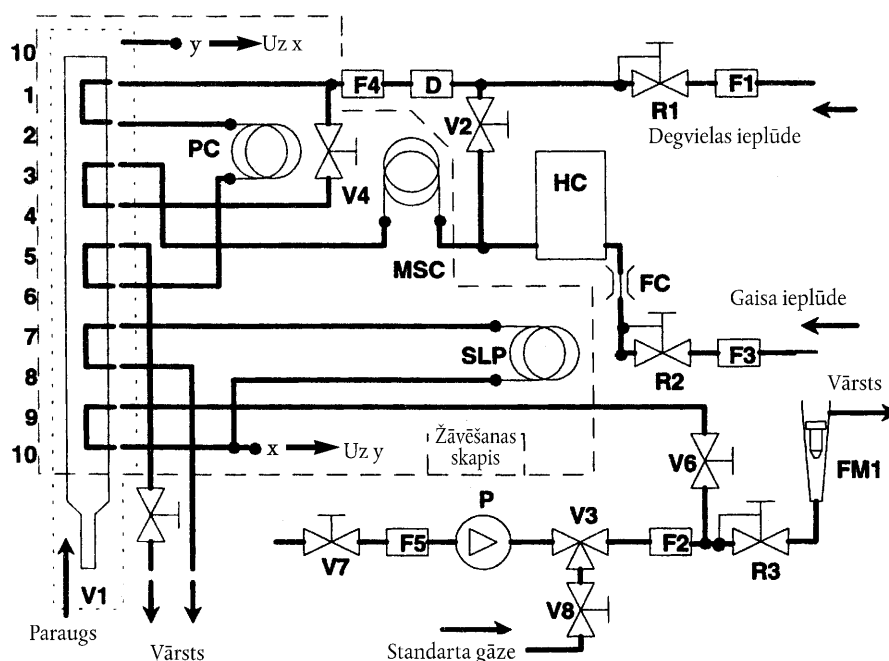 10
y
Uz x
1
F4
D
R1
F1
2
PC
V2
Degvielas ieplūde
3
V4
HC
4
5
MSC
FC
6
Gaisa ieplūde
7
SLP
8
R2
F3
Vārsts
9
Žāvēšanas
skapis
10
x
Uz y
V6
FM1
P
V3
V7
F5
F2
R3
V1
V8
Paraugs
Vārsts
Standarta gāze